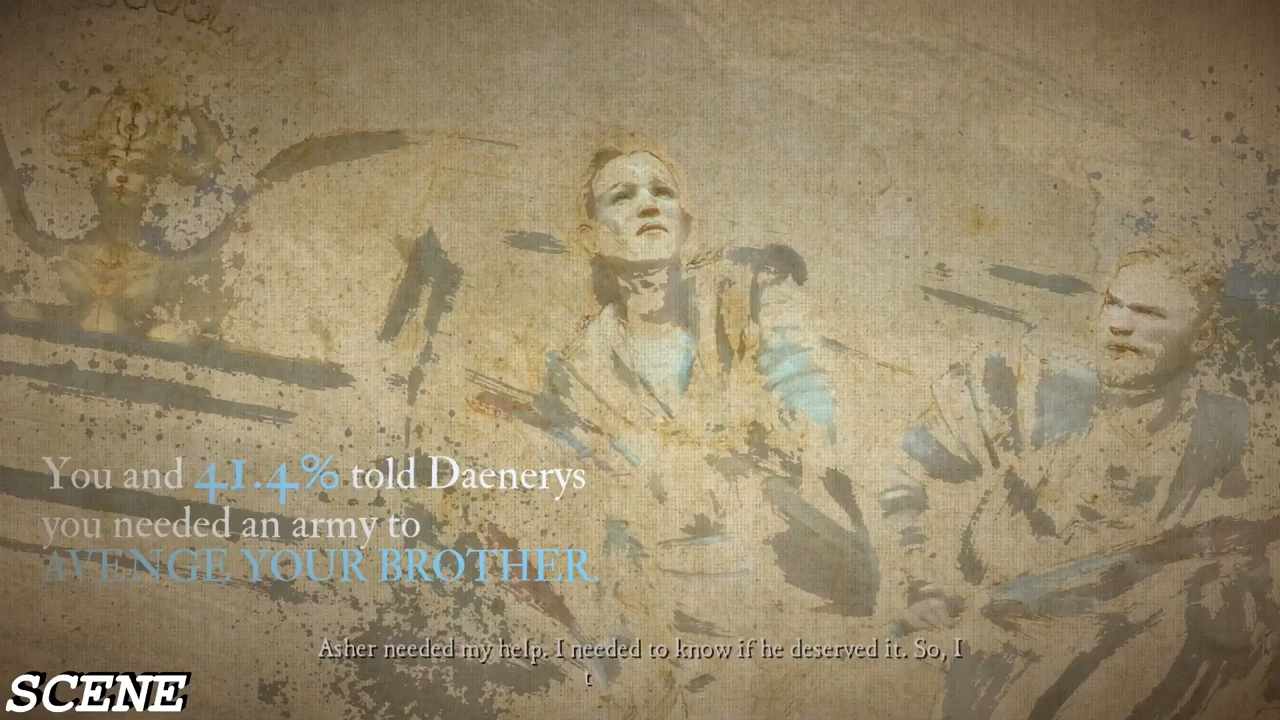 You and 41.4% told Daenerys
you needed an army to
AVENGE YOUR BROTHER.
Asher needed my help. I needed to know if he deserved it. So, I
t
SCENE